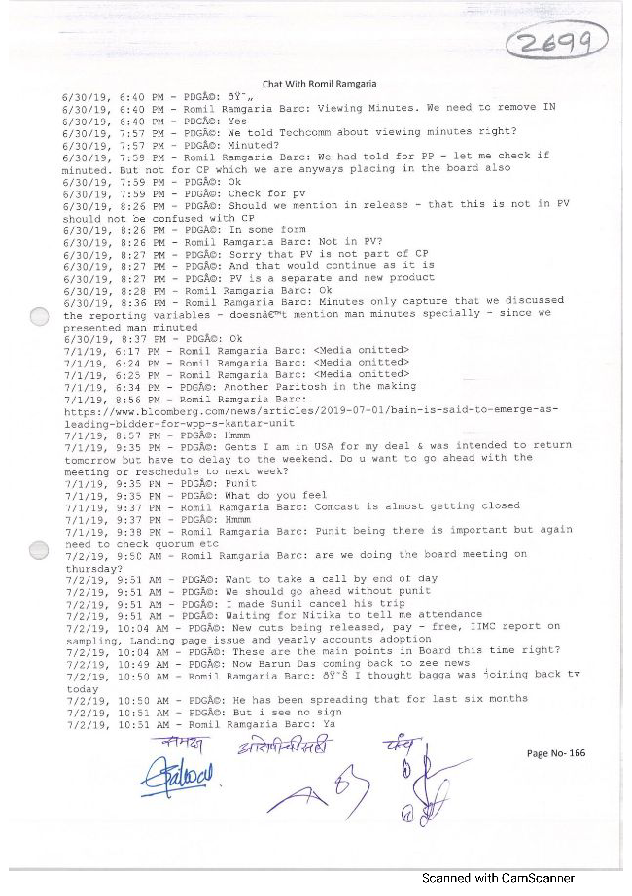 2699
Chat With Romil Ramgaria
6/30/19, 6:40 PM - PDGÂ©: ðŸ˜„
6/30/19, 6:40 PM - Romil Ramgaria Barc: Viewing Minutes. We need to remove IN
6/30/19, 6:40 PM - PDGÂ©: Yes
6/30/19, 7:57 PM - PDGÂ©: We told Techcomm about viewing minutes right?
6/30/19, 7:57 PM - PDGÂ©: Minuted?
6/30/19, 7:59 PM - Romil Ramgaria Barc: We had told for PP - let me check if
minuted. But not for CP which we are anyways placing in the board also
6/30/19, 7:59 PM - PDGÂ©: Ok
6/30/19, 7:59 PM - PDGÂ©: Check for pv
6/30/19, 8:26 PM - PDGÂ©: Should we mention in release - that this is not in PV
should not be confused with CP
6/30/19, 8:26 PM - PDGÂ©: In some form
6/30/19, 8:26 PM - Romil Ramgaria Barc: Not in PV?
6/30/19, 8:27 PM - PDGÂ©: Sorry that PV is not part of CP
6/30/19, 8:27 PM - PDGÂ©: And that would continue as it is
6/30/19, 8:27 PM - PDGÂ©: PV is a separate and new product
6/30/19, 8:28 PM - Romil Ramgaria Barc: Ok
6/30/19, 8:36 PM - Romil Ramgaria Barc: Minutes only capture that we discussed
the reporting variables - doesnâ€™t mention man minutes specially - since we
presented man minuted
6/30/19, 8:37 PM - PDGÂ©: Ok
7/1/19, 6:17 PM - Romil Ramgaria Barc: <Media omitted>
7/1/19, 6:24 PM - Romil Ramgaria Barc: <Media omitted>
7/1/19, 6:25 PM - Romil Ramgaria Barc: <Media omitted>
7/1/19, 6:34 PM - PDGÂ©: Another Paritosh in the making
7/1/19, 8:56 PM - Romil Ramgaria Barc:
https://www.bloomberg.com/news/articles/2019-07-01/bain-is-said-to-emerge-as-
leading-bidder-for-wpp-s-kantar-unit
7/1/19, 8:57 PM - PDGÂ©: Hmmm
7/1/19, 9:35 PM - PDGÂ©: Gents I am in USA for my deal & was intended to return
tomorrow but have to delay to the weekend. Do u want to go ahead with the
meeting or reschedule to next week?
7/1/19, 9:35 PM - PDGÂ©: Punit
7/1/19, 9:35 PM - PDGÂ©: What do you feel
7/1/19, 9:37 PM - Romil Ramgaria Barc: Comcast is almost getting closed
7/1/19, 9:37 PM - PDGÂ©: Hmmm
7/1/19, 9:38 PM - Romil Ramgaria Barc: Punit being there is important but again
need to check quorum etc
7/2/19, 9:50 AM - Romil Ramgaria Barc: are we doing the board meeting on
thursday?
7/2/19, 9:51 AM - PDGÂ©: Want to take a call by end of day
7/2/19, 9:51 AM - PDGÂ©: We should go ahead without punit
7/2/19, 9:51 AM - PDGÂ©: I made Sunil cancel his trip
7/2/19, 9:51 AM - PDGÂ©: Waiting for Nitika to tell me attendance
7/2/19, 10:04 AM - PDGÂ©: New cuts being released, pay - free, IIMC report on
sampling, Landing page issue and yearly accounts adoption
7/2/19, 10:04 AM - PDGÂ©: These are the main points in Board this time right?
7/2/19, 10:49 AM - PDGÂ©: Now Harun Das coming back to zee news
7/2/19, 10:50 AM - Romil Ramgaria Barc: ðŸ˜Š I thought bagga was joining back tv
today
7/2/19, 10:50 AM - PDGÂ©: He has been spreading that for last six months
7/2/19, 10:51 AM - PDGÂ©: But i see no sign
7/2/19, 10:51 AM - Romil Ramgaria Barc: Ya
समक्ष आरोपीची सही पंच
Page No- 166
Scanned with CamScanner